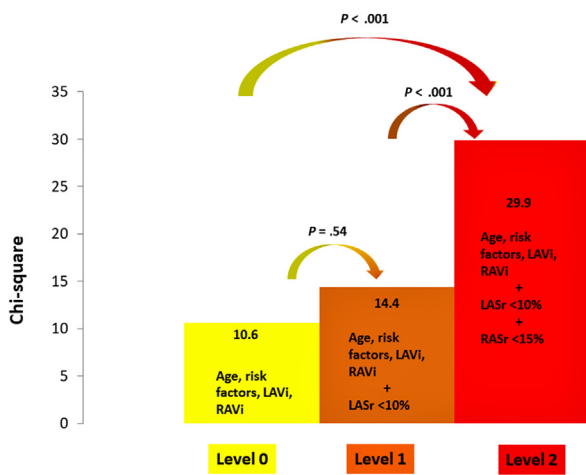 P < .001
P < .001
P = .54
Chi-square
35
30
25
20
15
10
5
0
10.6
Age, risk
factors, LAVi,
RAVi
14.4
Age, risk
factors, LAVi,
RAVi
+
LASr <10%
29.9
Age, risk
factors, LAVi,
RAVi
+
LASr <10%
+
RASr <15%
Level 0
Level 1
Level 2